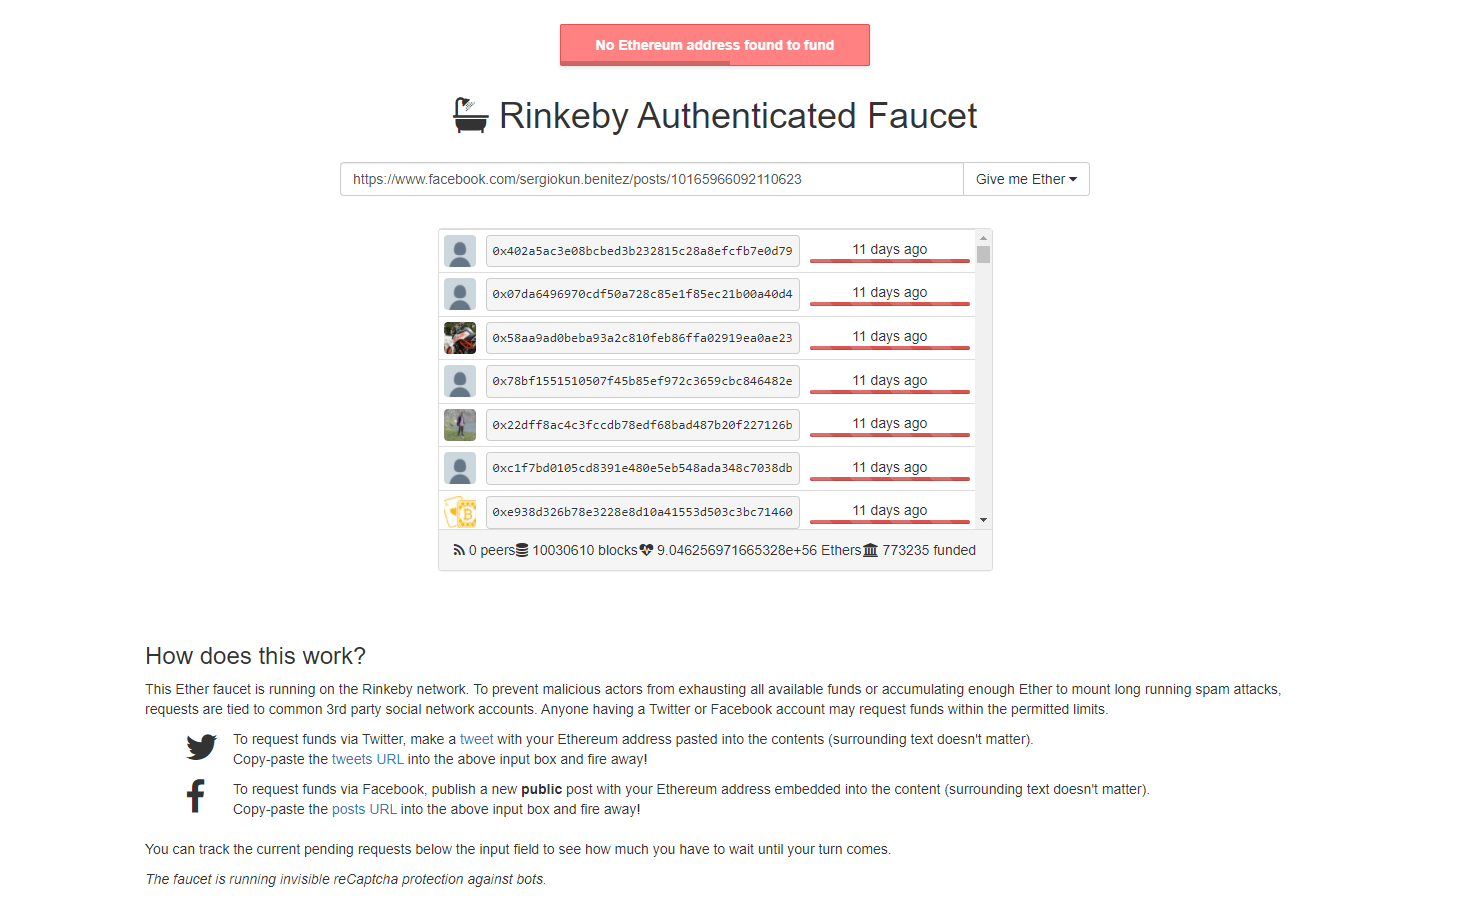 No Ethereum address found to fund
Rinkeby Authenticated Faucet
https://www.facebook.com/sergiokun.benitez/posts/10165966092110623 Give me Ether
0x402a5ac3e08bcbed3b232815c28a8efcfb7e0d79 11 days ago
0x07da6496970cdf50a728c85e1f85ec21b00a40d4 11 days ago
0x58aa9ad0beba93a2c810feb86ffa02919ea0ae23 11 days ago
0x78bf1551510507f45b85ef972c3659cbc846482e 11 days ago
0x22dff8ac4c3fccdb78edf68bad487b20f227126b 11 days ago
0xc1f7bd0105cd8391e480e5eb548ada348c7038db 11 days ago
0xe938d326b78e3228e8d10a41553d503c3bc71460 11 days ago
0 peers 10030610 blocks 9.046256971665328e+56 Ethers 773235 funded
How does this work?
This Ether faucet is running on the Rinkeby network. To prevent malicious actors from exhausting all available funds or accumulating enough Ether to mount long running spam attacks,
requests are tied to common 3rd party social network accounts. Anyone having a Twitter or Facebook account may request funds within the permitted limits.
To request funds via Twitter, make a tweet with your Ethereum address pasted into the contents (surrounding text doesn't matter).
Copy-paste the tweets URL into the above input box and fire away!
To request funds via Facebook, publish a new public post with your Ethereum address embedded into the content (surrounding text doesn't matter).
Copy-paste the posts URL into the above input box and fire away!
You can track the current pending requests below the input field to see how much you have to wait until your turn comes.
The faucet is running invisible reCaptcha protection against bots.